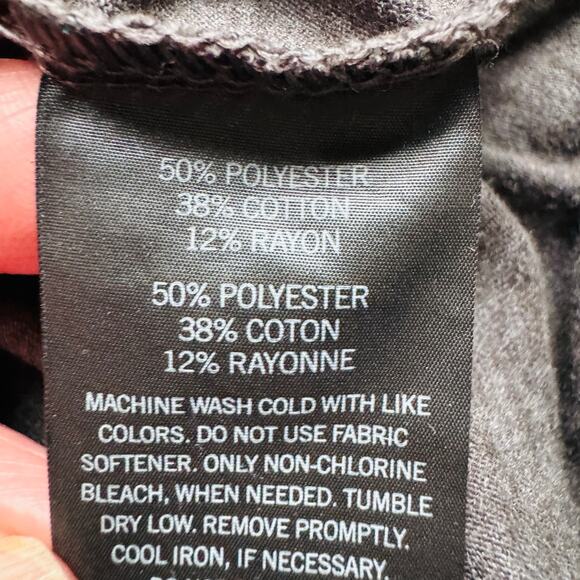 50% POLYESTER
38% COTTON
12% RAYON
50% POLYESTER
38% COTON
12% RAYONNE
MACHINE WASH COLD WITH LIKE
COLORS. DO NOT USE FABRIC
SOFTENER. ONLY NON-CHLORINE
BLEACH, WHEN NEEDED. TUMBLE
DRY LOW. REMOVE PROMPTLY.
COOL IRON, IF NECESSARY.